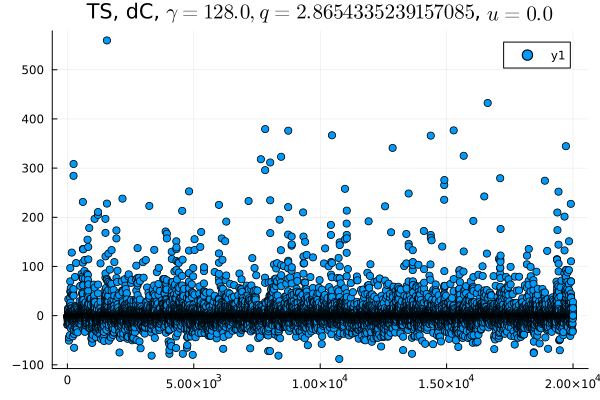 TS, dC, γ = 128.0, q = 2.8654335239157085, u = 0.0
y1
500
400
300
200
100
0
−100
0 5.00×10³ 1.00×10⁴ 1.50×10⁴ 2.00×10⁴